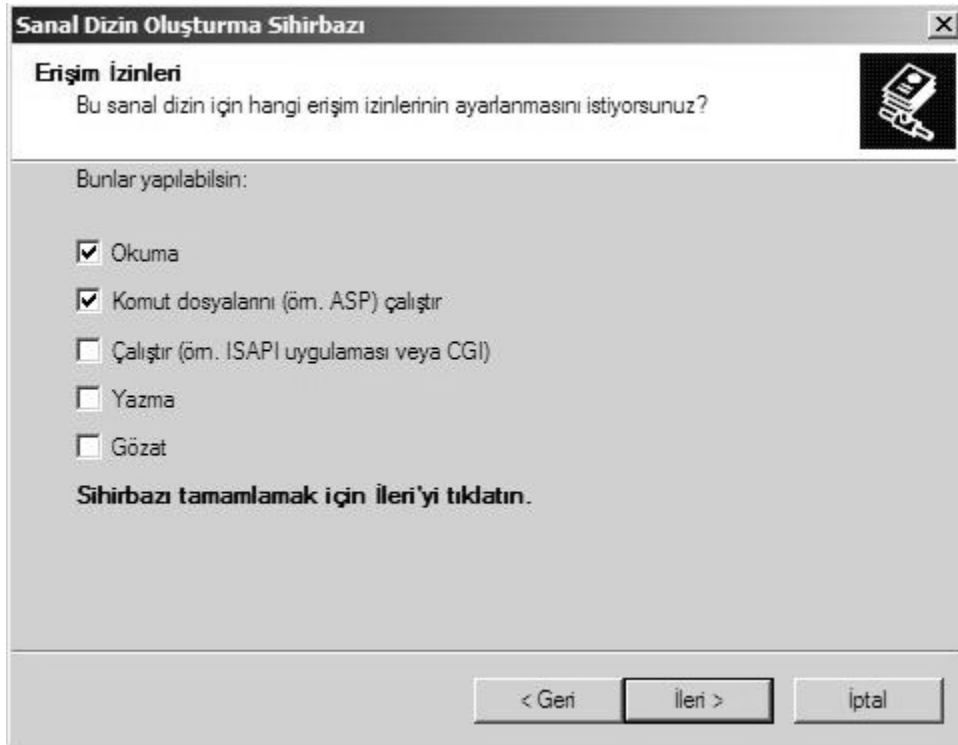 Sanal Dizin Oluşturma Sihirbazı
Erişim İzinleri
Bu sanal dizin için hangi erişim izinlerinin ayarlanmasını istiyorsunuz?
Bunlar yapılabilsin:
Okuma
Komut dosyalarını (örn. ASP) çalıştır
Çalıştır (örn. ISAPI uygulaması veya CGI)
Yazma
Gözat
Sihirbazı tamamlamak için İleri'yi tıklatın.
< Geri
İleri >
İptal